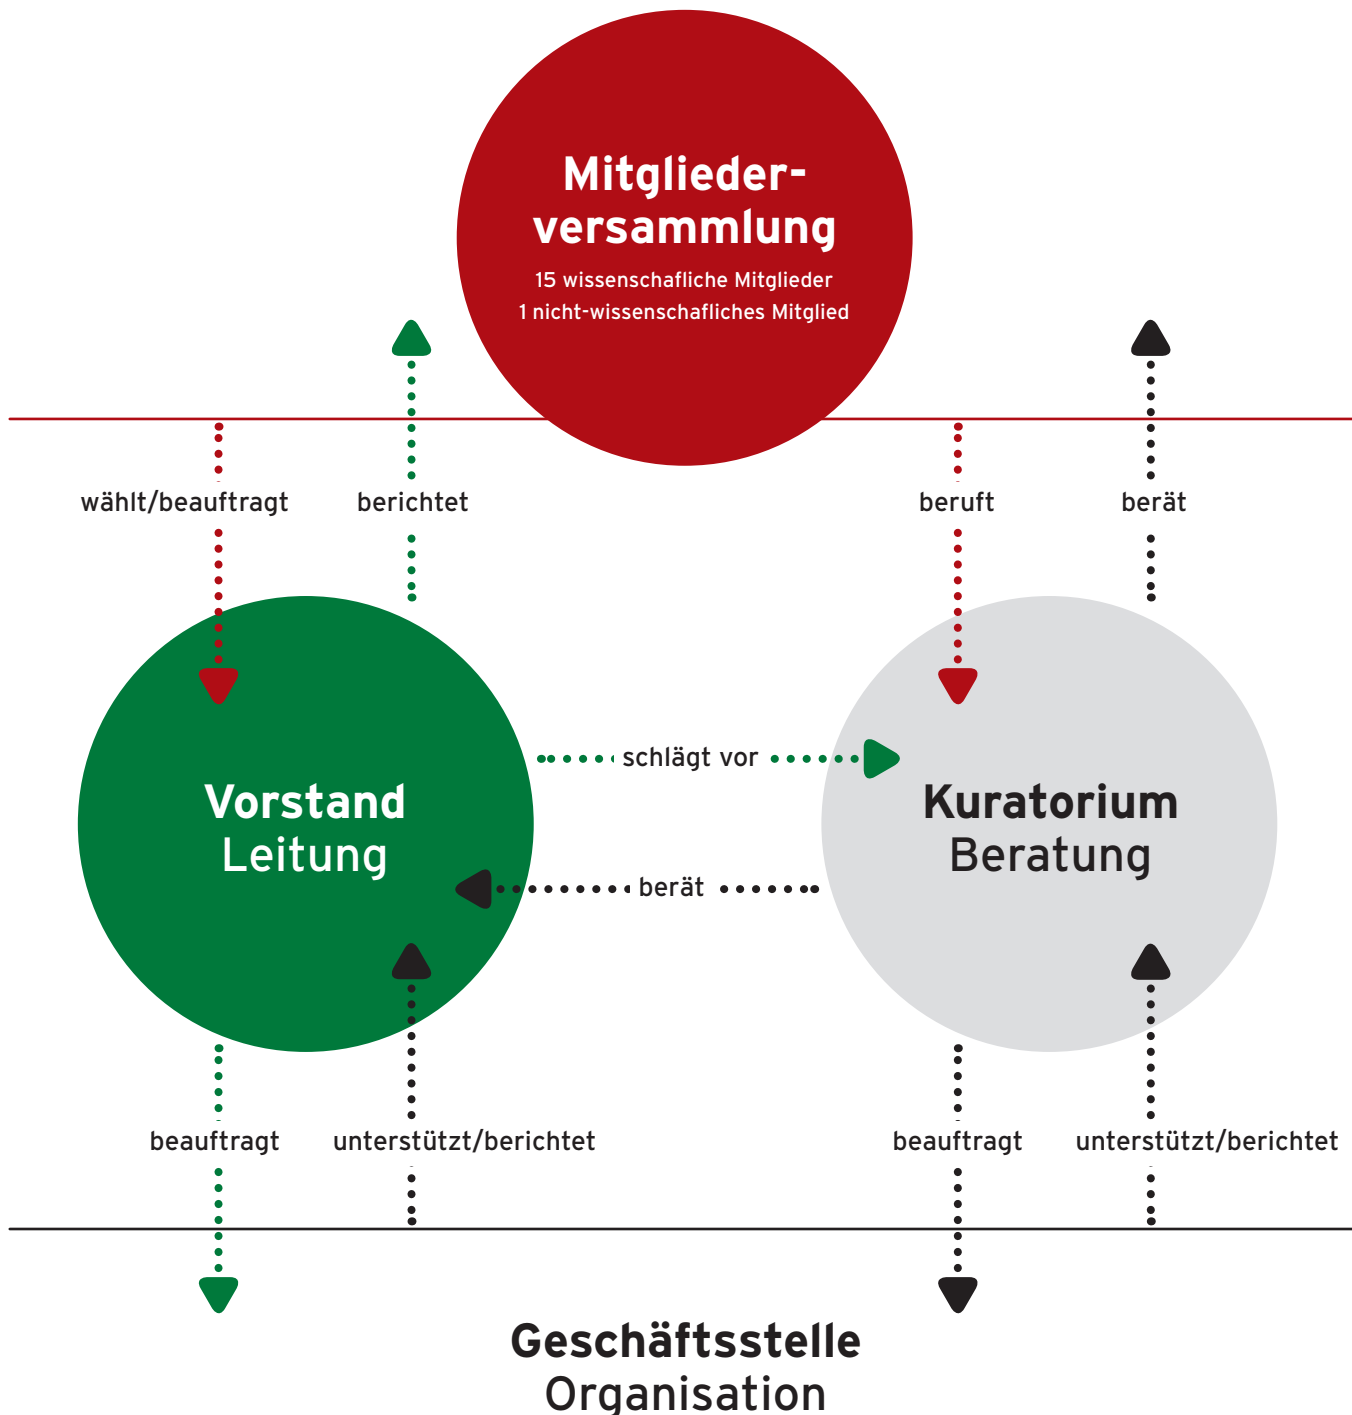 Mitglieder-
versammlung
15 wissenschafliche Mitglieder
1 nicht-wissenschafliches Mitglied
wählt/beauftragt
berichtet
beruft
berät
schlägt vor
Vorstand
Leitung
Kuratorium
Beratung
berät
beauftragt
unterstützt/berichtet
beauftragt
unterstützt/berichtet
Geschäftsstelle
Organisation